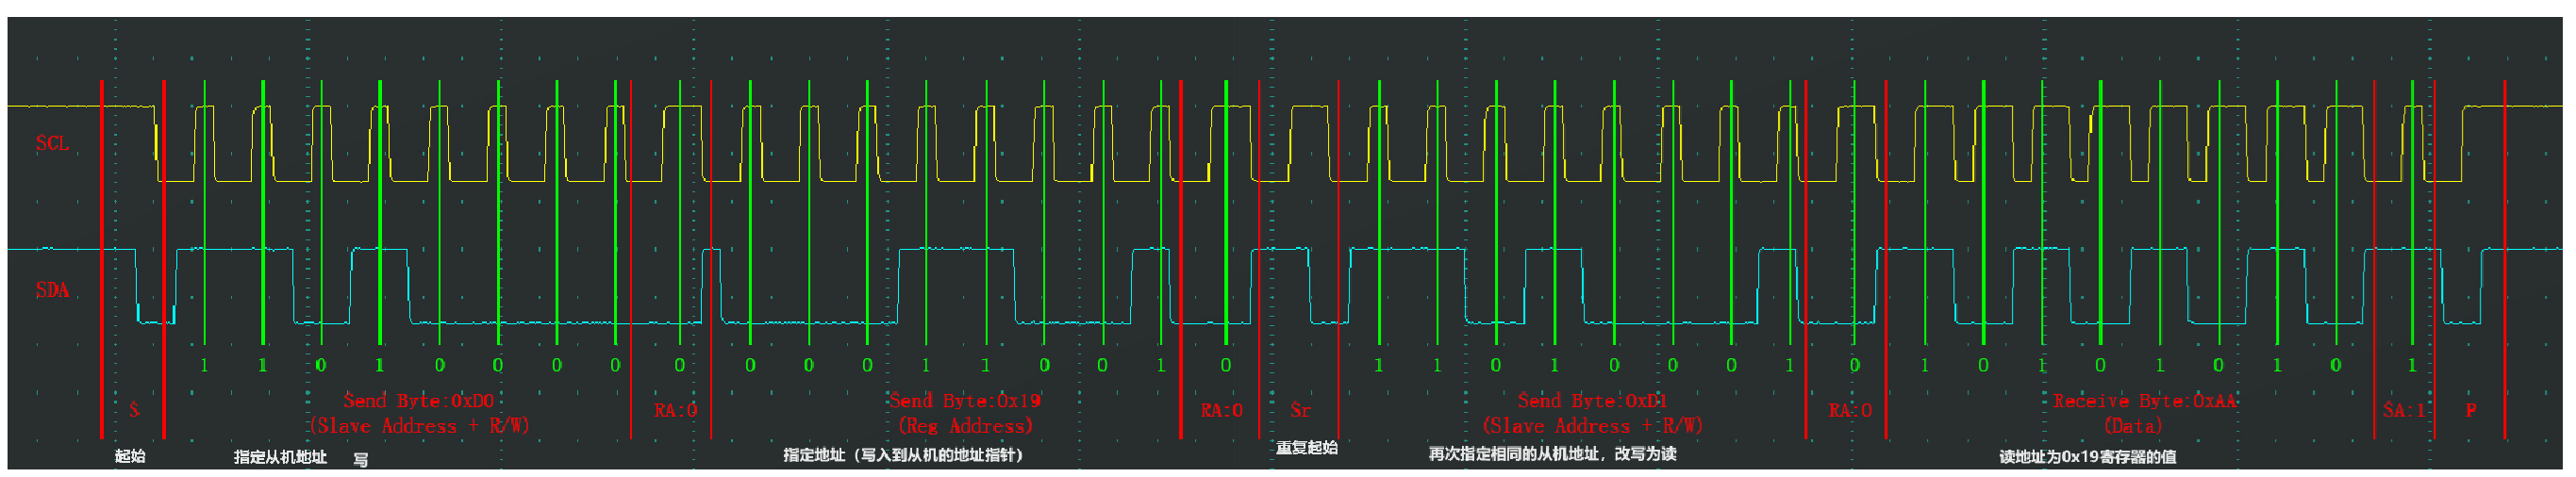 SCL
SDA
1 1 0 1 0 0 0 0 0 0 0 0 1 1 0 0 1 0 1 1 0 1 0 0 0 1 0 1 0 1 0 1 0 1 0 1
S
Send Byte:0xD0
(Slave Address + R/W)
RA:0
Send Byte:0x19
(Reg Address)
RA:0
Sr
Send Byte:0xD1
(Slave Address + R/W)
RA:0
Receive Byte:0xAA
(Data)
SA:1
P
起始
指定从机地址
写
指定地址（写入到从机的地址指针）
重复起始
再次指定相同的从机地址，改写为读
读地址为0x19寄存器的值